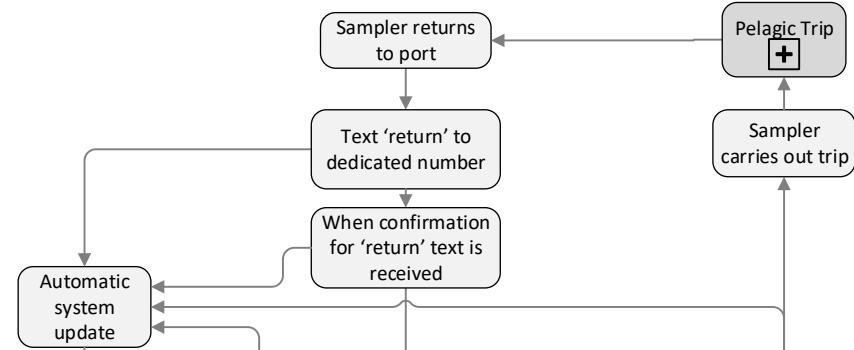 Sampler returns
to port
Pelagic Trip
+
Text ‘return’ to
dedicated number
Sampler
carries out trip
When confirmation
for ‘return’ text is
received
Automatic
system
update